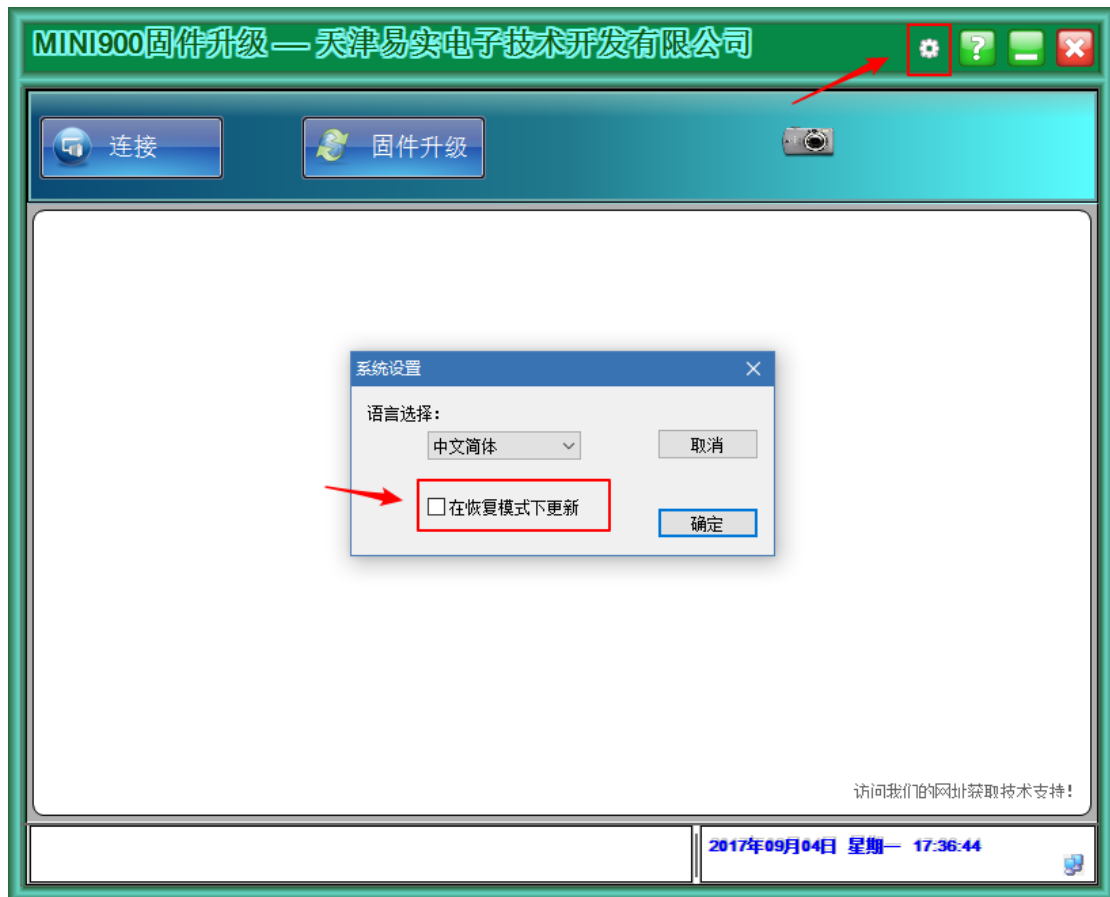 MINI900固件升级 — 天津易实电子技术开发有限公司
?
连接
固件升级
系统设置
语言选择:
中文简体
取消
在恢复模式下更新
确定
访问我们的网址获取技术支持!
2017年09月04日 星期一 17:36:44